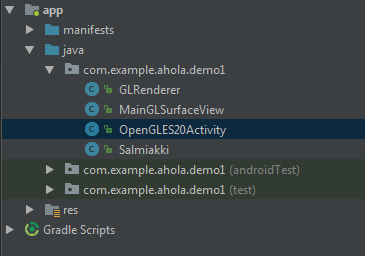 app
manifests
java
com.example.ahola.demo1
GLRenderer
MainGLSurfaceView
OpenGLES20Activity
Salmiakki
com.example.ahola.demo1 (androidTest)
com.example.ahola.demo1 (test)
res
Gradle Scripts